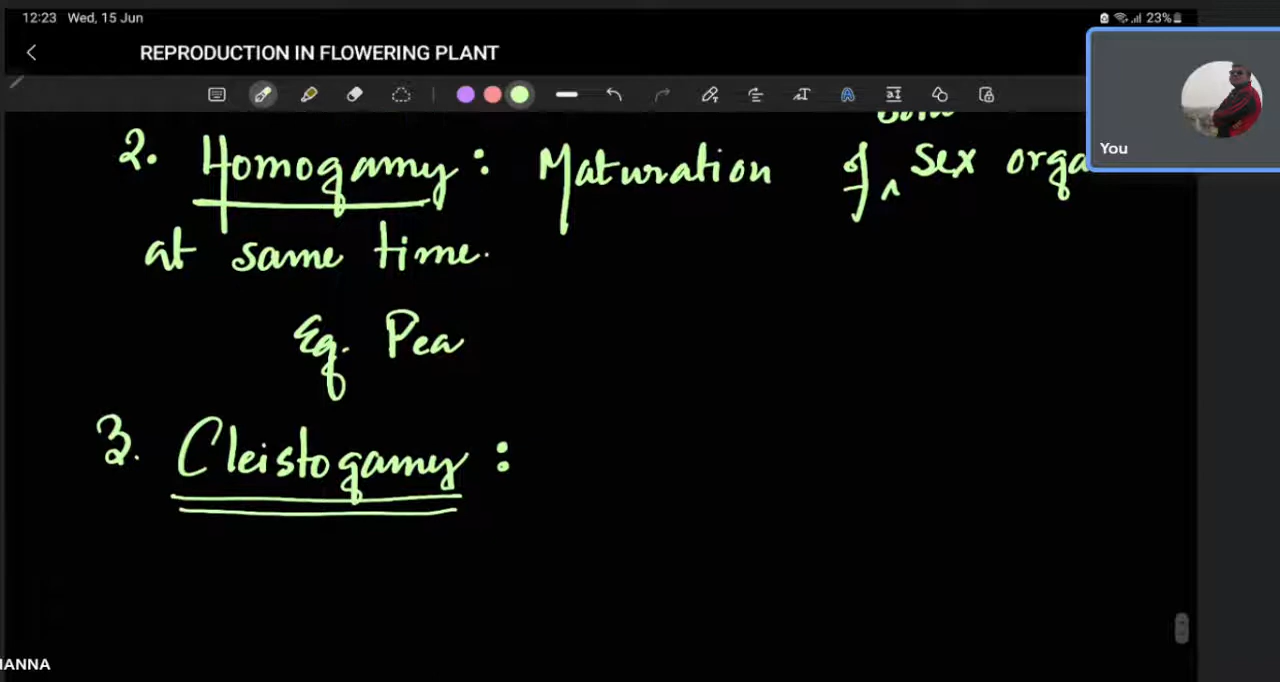 12:23 Wed, 15 Jun
23%
REPRODUCTION IN FLOWERING PLANT
You
2. Homogamy : Maturation of ^ Sex orga
at same time.
Eg. Pea
3. Cleistogamy :
IANNA